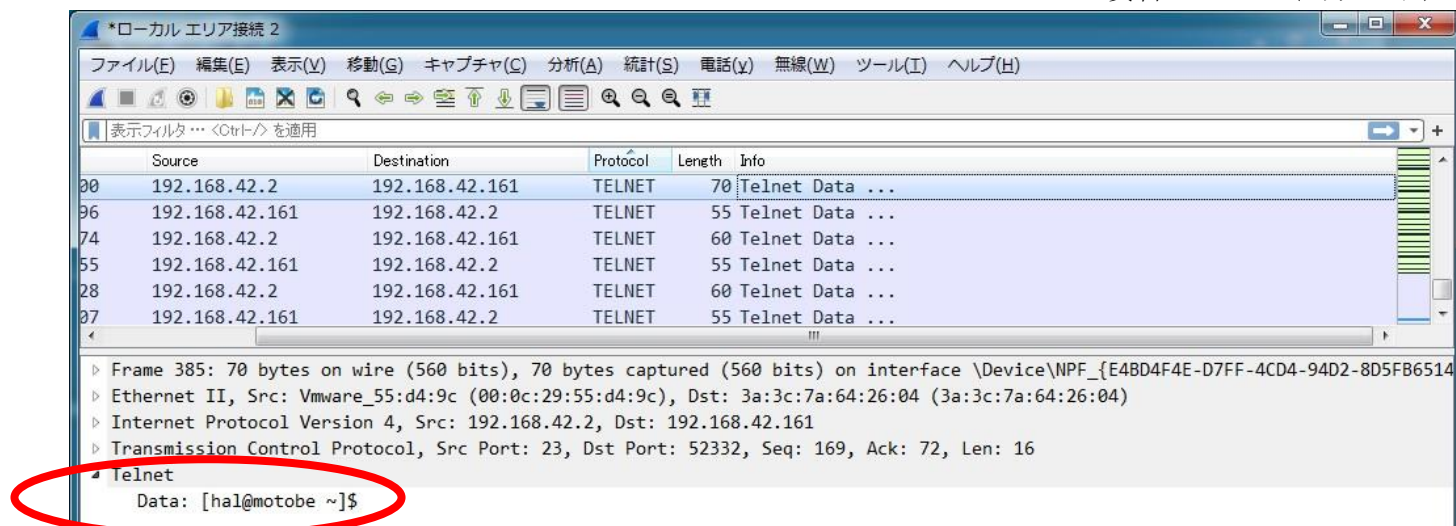 *ローカル エリア接続 2
ファイル(F) 編集(E) 表示(V) 移動(G) キャプチャ(C) 分析(A) 統計(S) 電話(y) 無線(W) ツール(T) ヘルプ(H)
表示フィルタ … <Ctrl-/> を適用
Source Destination Protocol Length Info
00 192.168.42.2 192.168.42.161 TELNET 70 Telnet Data ...
96 192.168.42.161 192.168.42.2 TELNET 55 Telnet Data ...
74 192.168.42.2 192.168.42.161 TELNET 60 Telnet Data ...
55 192.168.42.161 192.168.42.2 TELNET 55 Telnet Data ...
28 192.168.42.2 192.168.42.161 TELNET 60 Telnet Data ...
07 192.168.42.161 192.168.42.2 TELNET 55 Telnet Data ...
Frame 385: 70 bytes on wire (560 bits), 70 bytes captured (560 bits) on interface \Device\NPF_{E4BD4F4E-D7FF-4CD4-94D2-8D5FB6514
Ethernet II, Src: Vmware_55:d4:9c (00:0c:29:55:d4:9c), Dst: 3a:3c:7a:64:26:04 (3a:3c:7a:64:26:04)
Internet Protocol Version 4, Src: 192.168.42.2, Dst: 192.168.42.161
Transmission Control Protocol, Src Port: 23, Dst Port: 52332, Seq: 169, Ack: 72, Len: 16
Telnet
Data: [hal@motobe ~]$